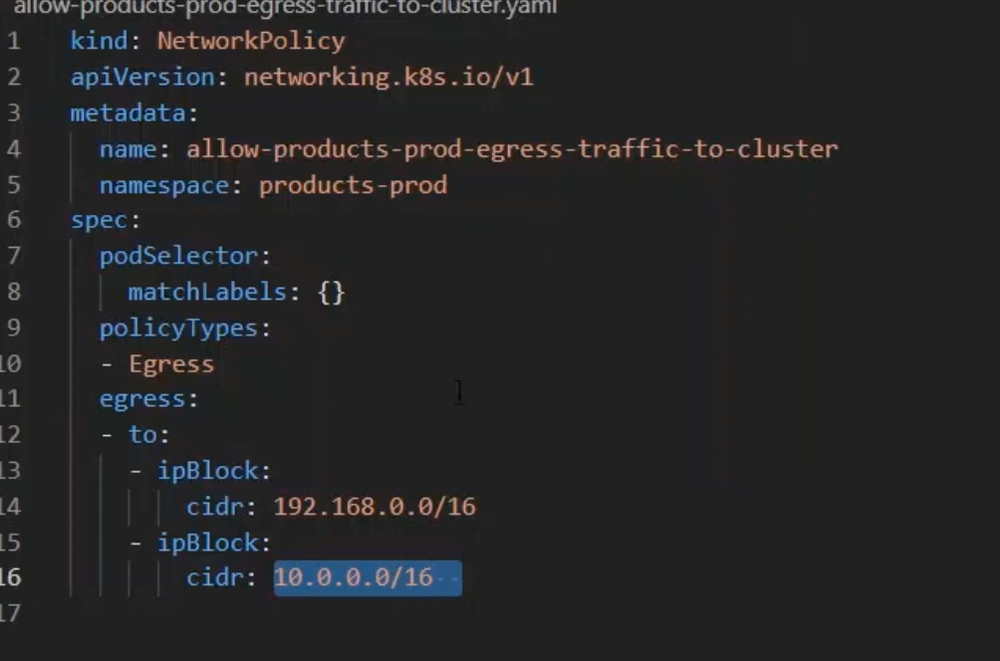 allow-products-prod-egress-traffic-to-cluster.yaml
1 kind: NetworkPolicy
2 apiVersion: networking.k8s.io/v1
3 metadata:
4   name: allow-products-prod-egress-traffic-to-cluster
5   namespace: products-prod
6 spec:
7   podSelector:
8     matchLabels: {}
9   policyTypes:
10   - Egress
11   egress:
12   - to:
13     - ipBlock:
14         cidr: 192.168.0.0/16
15     - ipBlock:
16         cidr: 10.0.0.0/16
17